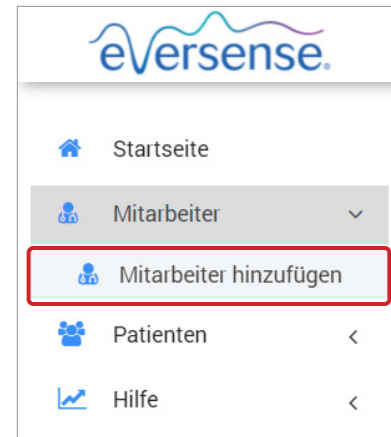 eversense.
Startseite
Mitarbeiter
Mitarbeiter hinzufügen
Patienten
Hilfe